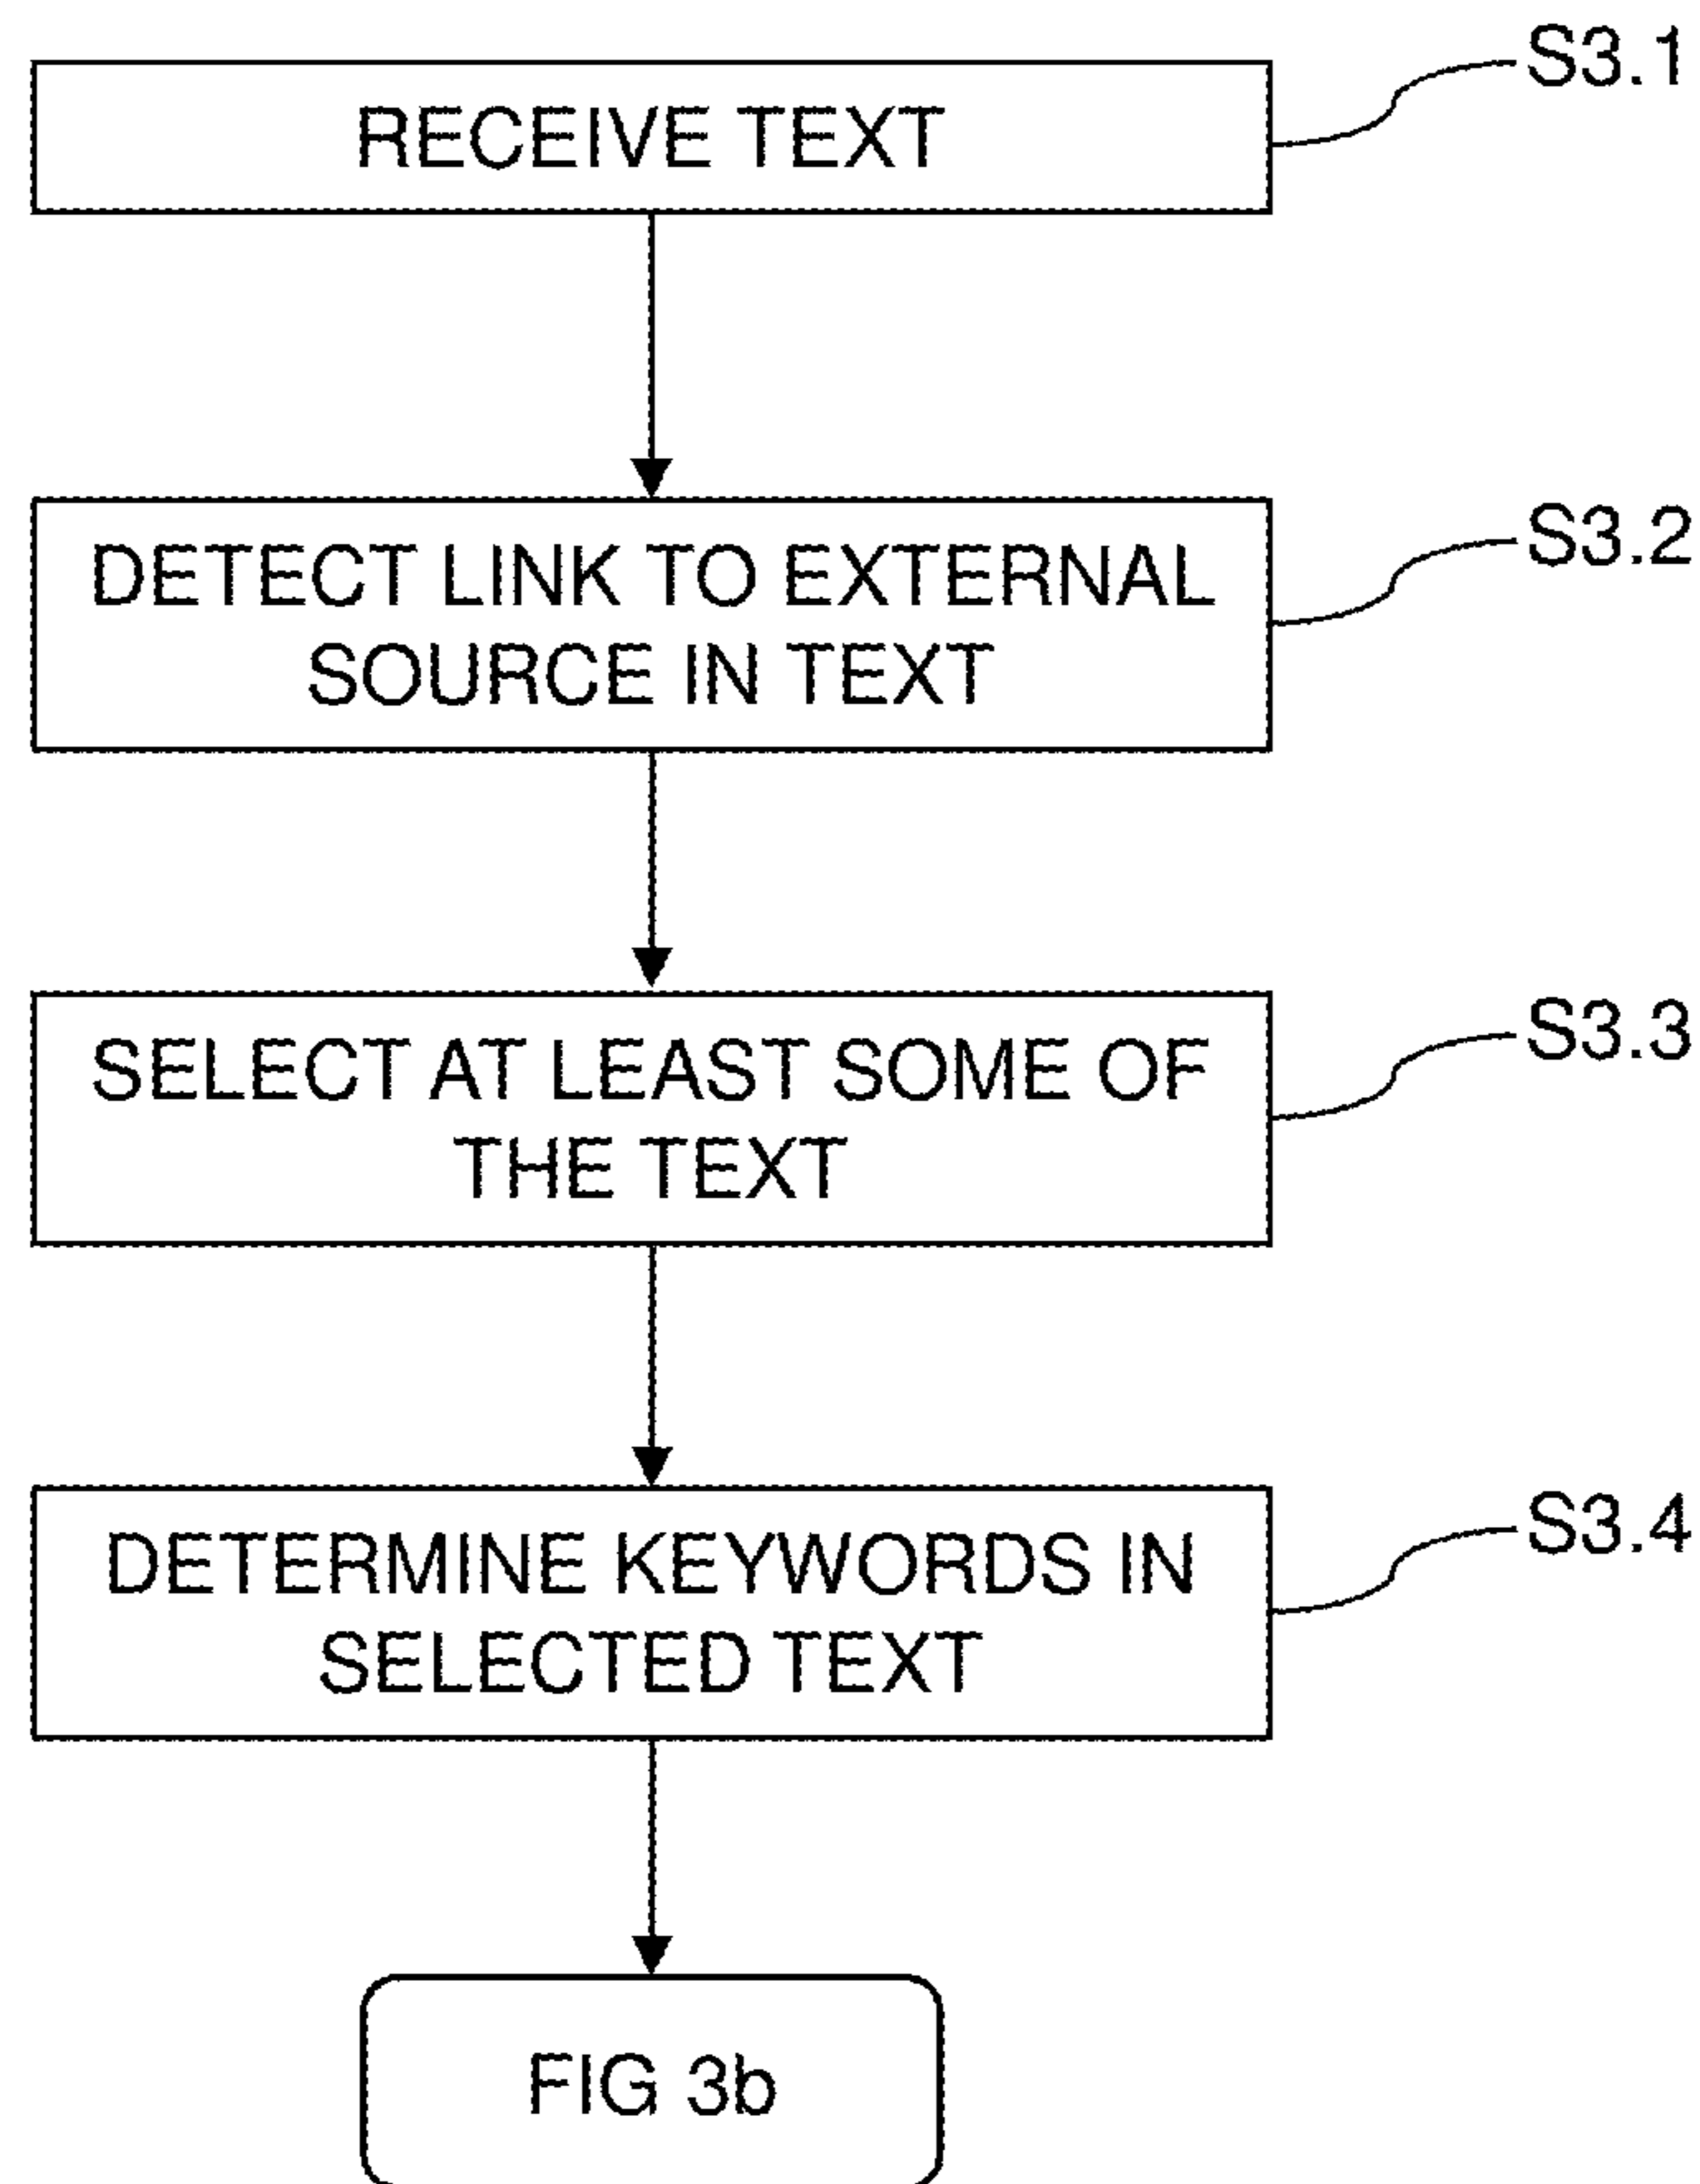 S3.1
RECEIVE TEXT
S3.2
DETECT LINK TO EXTERNAL
SOURCE IN TEXT
S3.3
SELECT AT LEAST SOME OF
THE TEXT
S3.4
DETERMINE KEYWORDS IN
SELECTED TEXT
FIG 3b